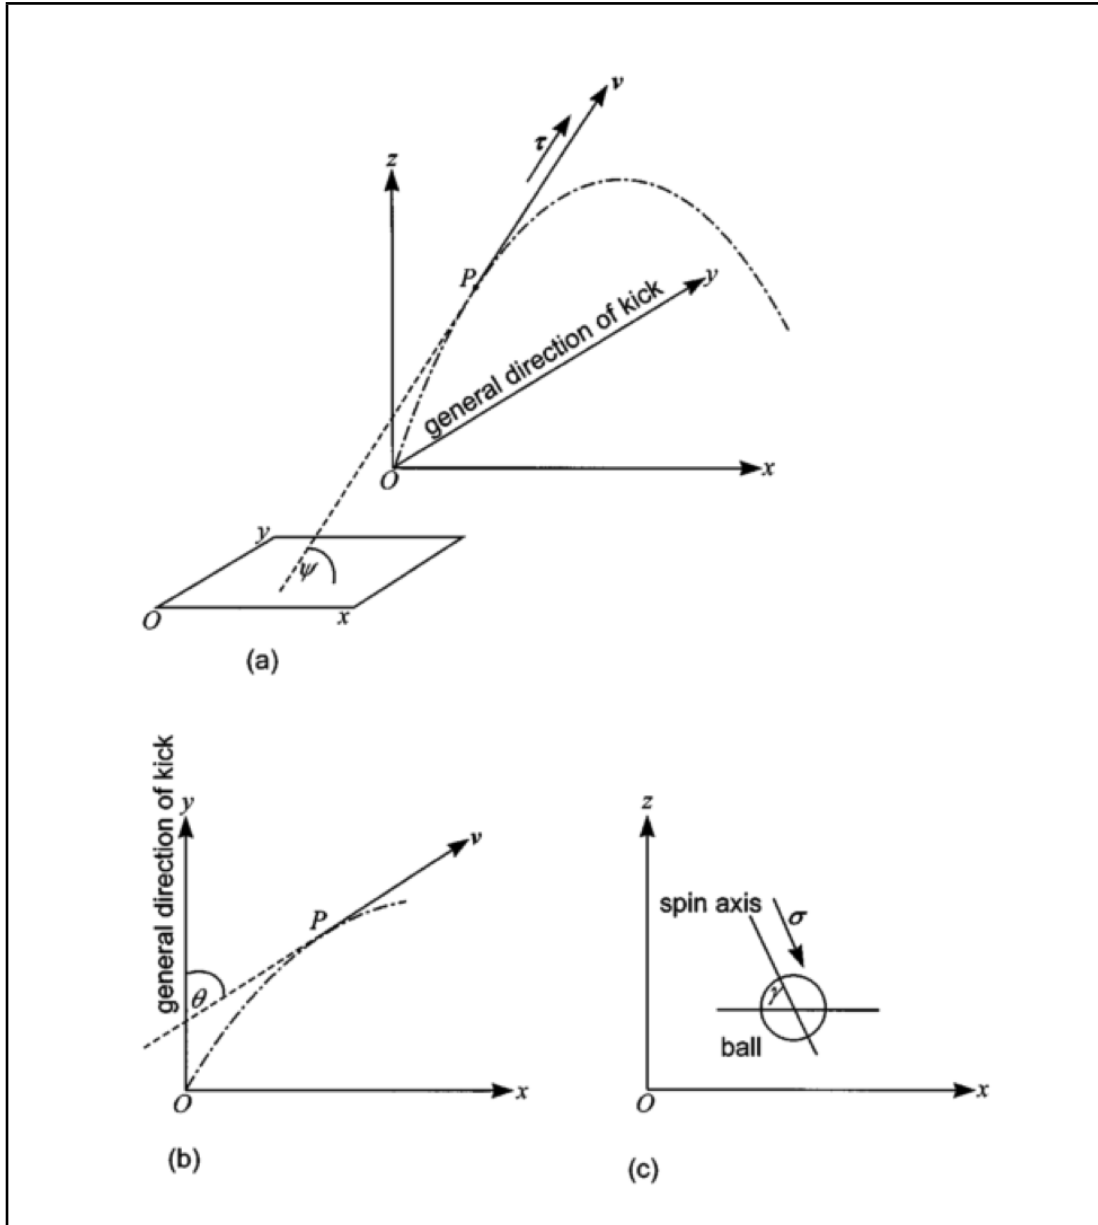 v
τ
z
P
y
general direction of kick
O
x
y
ψ
O
x
(a)
general direction of kick
y
v
P
θ
O
x
(b)
z
spin axis
σ
γ
ball
O
x
(c)